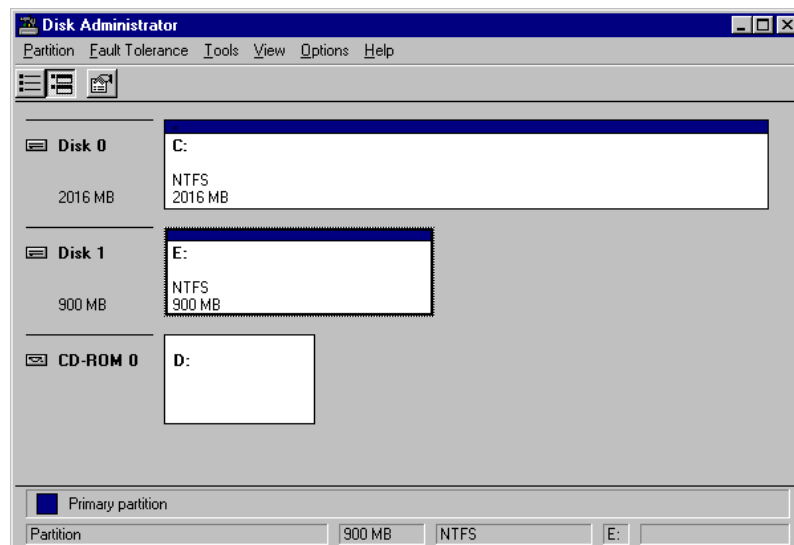 Disk Administrator
Partition Fault Tolerance Tools View Options Help
Disk 0
2016 MB
C:
NTFS
2016 MB
Disk 1
900 MB
E:
NTFS
900 MB
CD-ROM 0
D:
Primary partition
Partition 900 MB NTFS E: